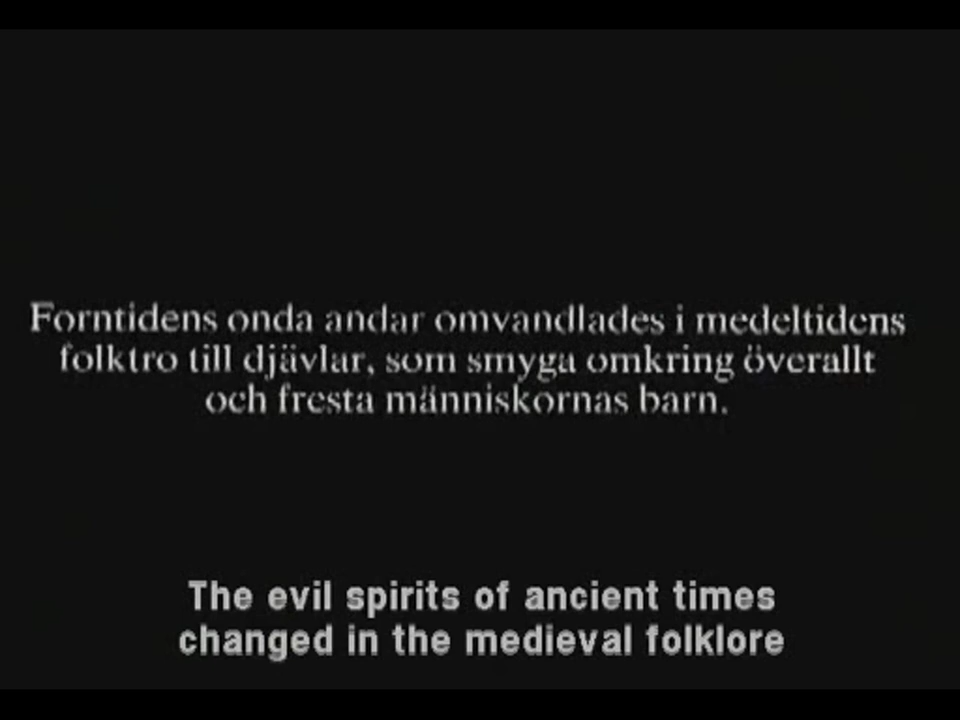 Forntidens onda andar omvandlades i medeltidens
folktro till djävlar, som smyga omkring överallt
och fresta människornas barn.
The evil spirits of ancient times
changed in the medieval folklore